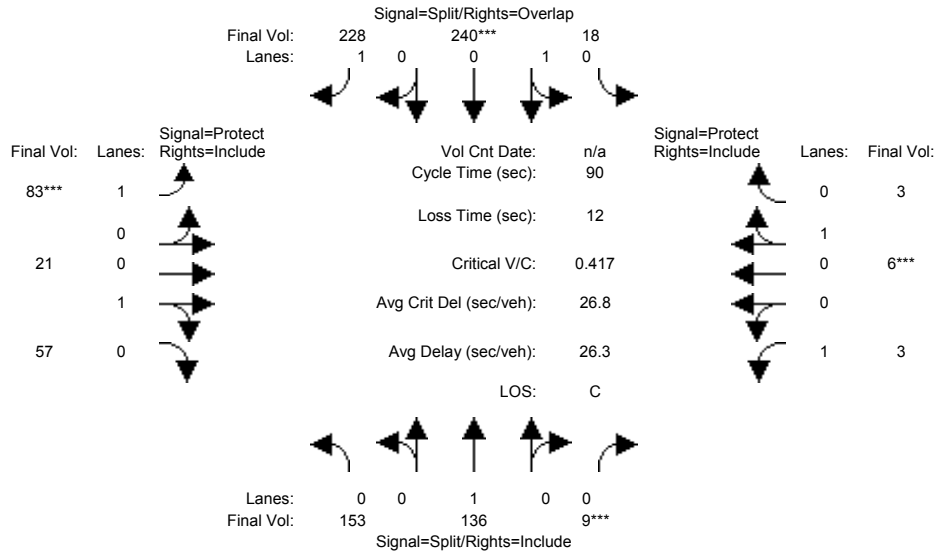 Signal=Split/Rights=Overlap
Final Vol: 228 240*** 18
Lanes: 1 0 0 1 0
Signal=Protect
Final Vol: Lanes: Rights=Include
Vol Cnt Date: n/a
Signal=Protect
Rights=Include Lanes: Final Vol:
Cycle Time (sec): 90
83*** 1
0 3
Loss Time (sec): 12
0
1
21 0
Critical V/C: 0.417
0 6***
1
Avg Crit Del (sec/veh): 26.8
0
57 0
Avg Delay (sec/veh): 26.3
1 3
LOS: C
Lanes: 0 0 1 0 0
Final Vol: 153 136 9***
Signal=Split/Rights=Include